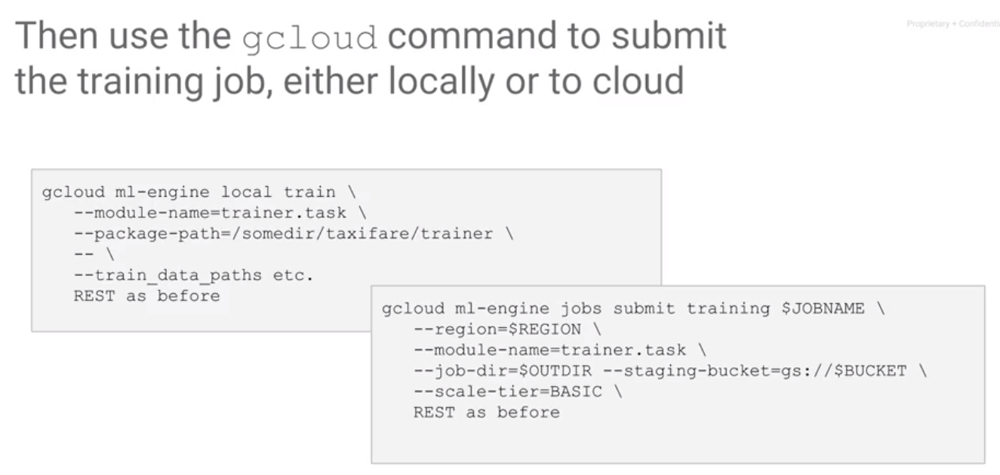 Proprietary + Confidenti
Then use the gcloud command to submit
the training job, either locally or to cloud
gcloud ml-engine local train \
--module-name=trainer.task \
--package-path=/somedir/taxifare/trainer \
-- \
--train_data_paths etc.
REST as before
gcloud ml-engine jobs submit training $JOBNAME \
--region=$REGION \
--module-name=trainer.task \
--job-dir=$OUTDIR --staging-bucket=gs://$BUCKET \
--scale-tier=BASIC \
REST as before